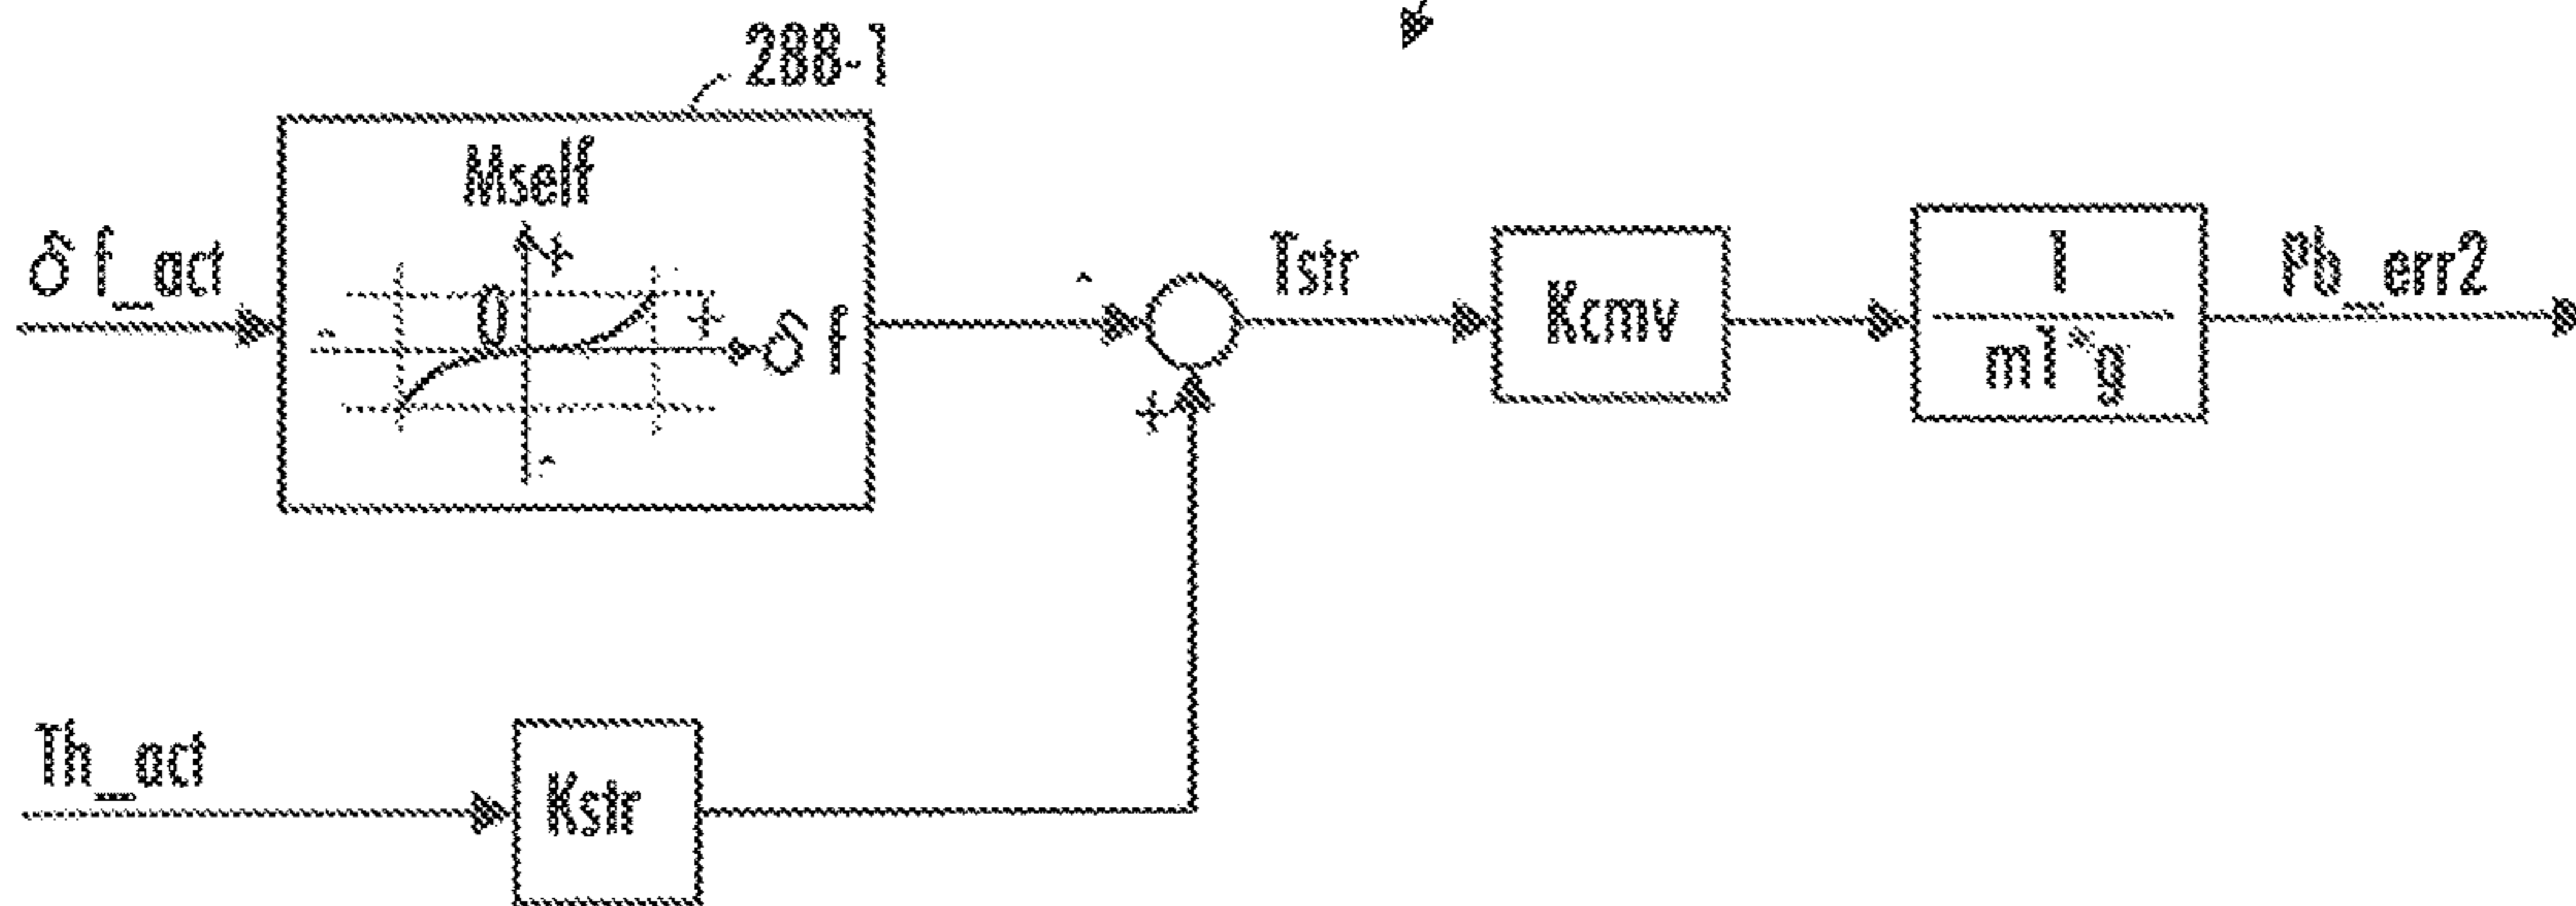 288-1
Mself
δ f_act
+
-
0
+
δ f
-
-
+
Tstr
Kcmv
1
m1*g
Pb_err2
Th_act
Kstr